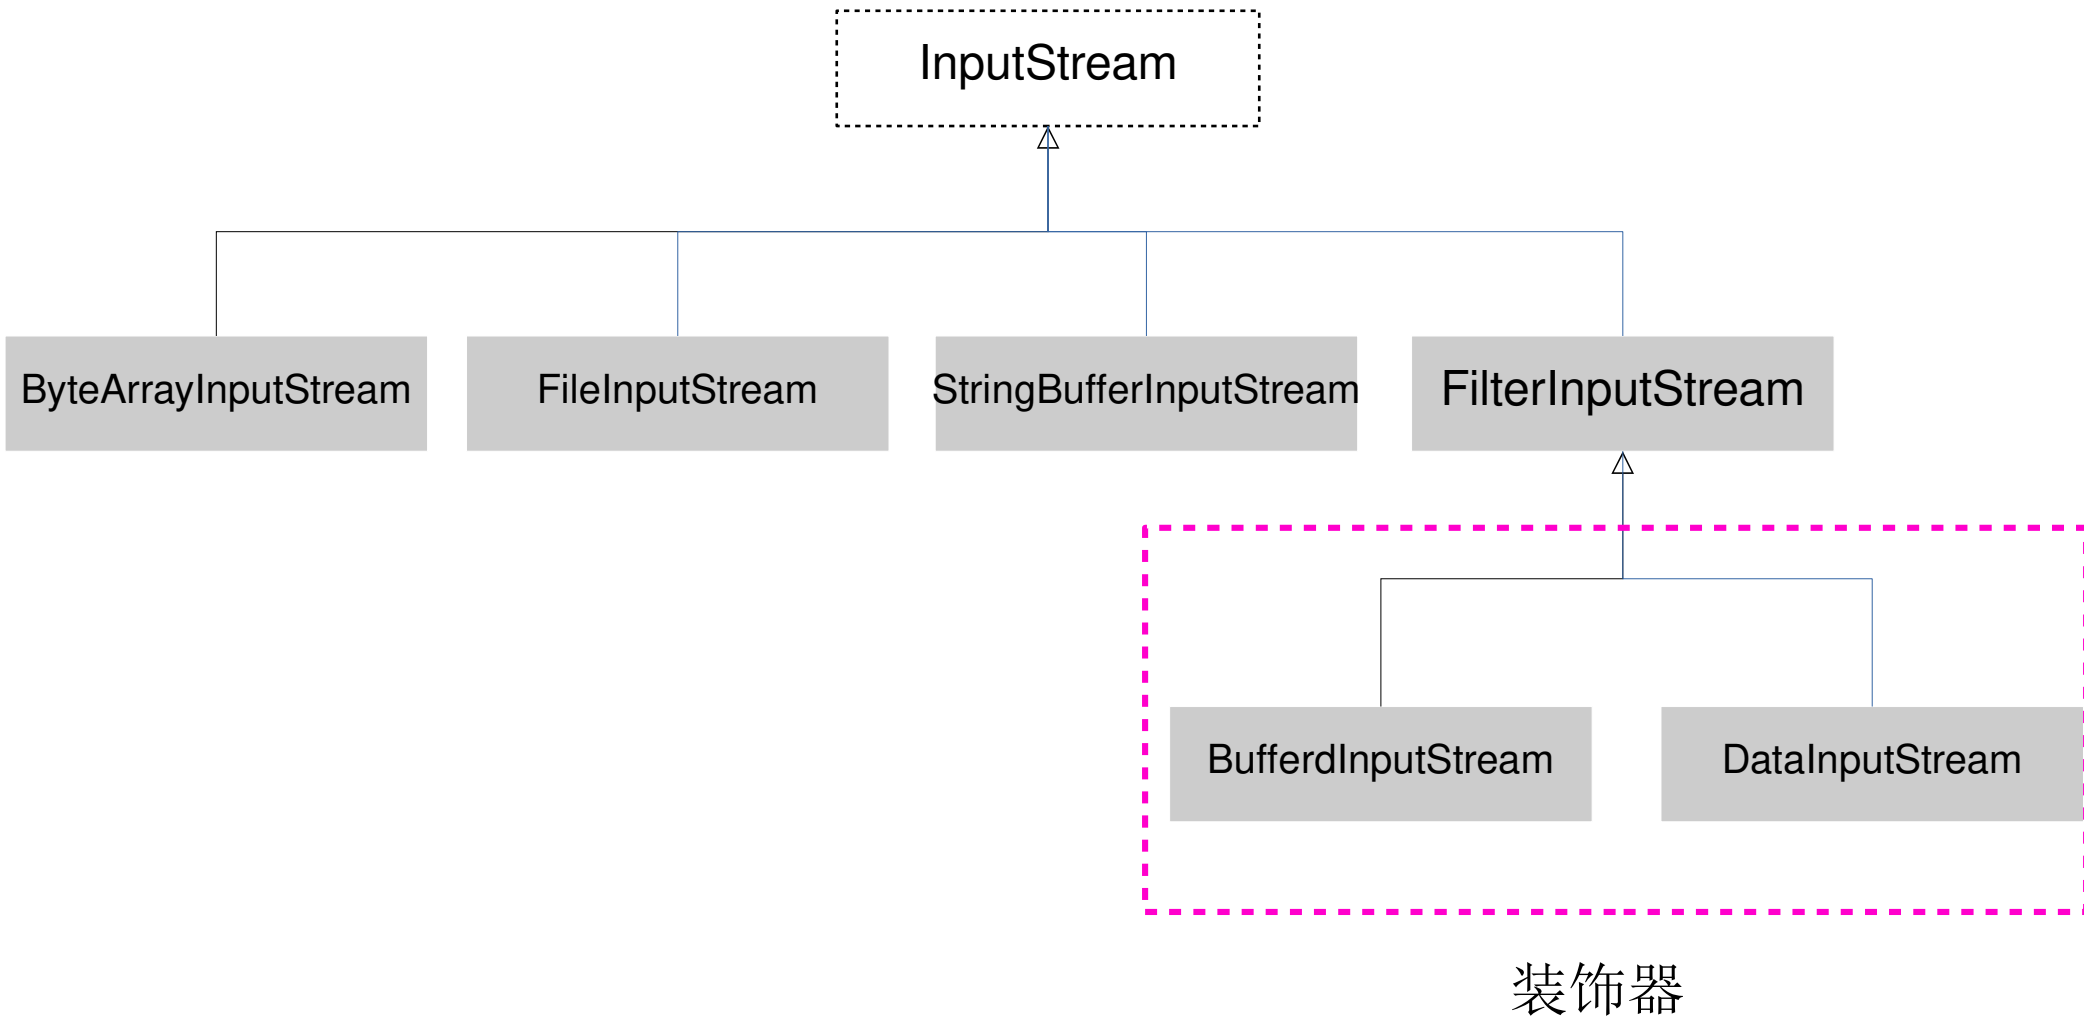 InputStream
ByteArrayInputStream
FileInputStream
StringBufferInputStream
FilterInputStream
BufferdInputStream
DataInputStream
装饰器